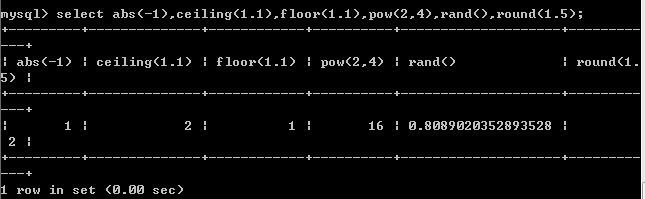 mysql> select abs(-1),ceiling(1.1),floor(1.1),pow(2,4),rand(),round(1.5);
+---------+--------------+------------+----------+--------------------+---------
---+
| abs(-1) | ceiling(1.1) | floor(1.1) | pow(2,4) | rand()             | round(1.
5) |
+---------+--------------+------------+----------+--------------------+---------
---+
|       1 |            2 |          1 |       16 | 0.8089020352893528 |
 2 |
+---------+--------------+------------+----------+--------------------+---------
---+
1 row in set (0.00 sec)